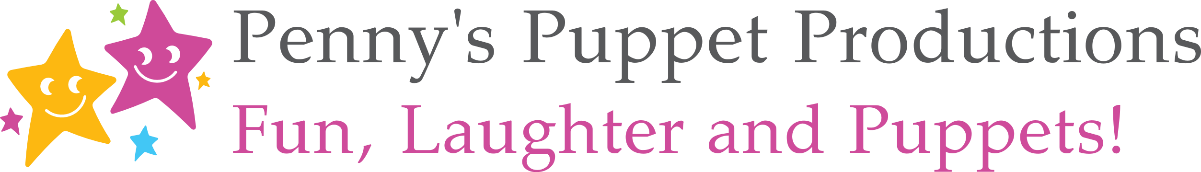 Penny's Puppet Productions
Fun, Laughter and Puppets!